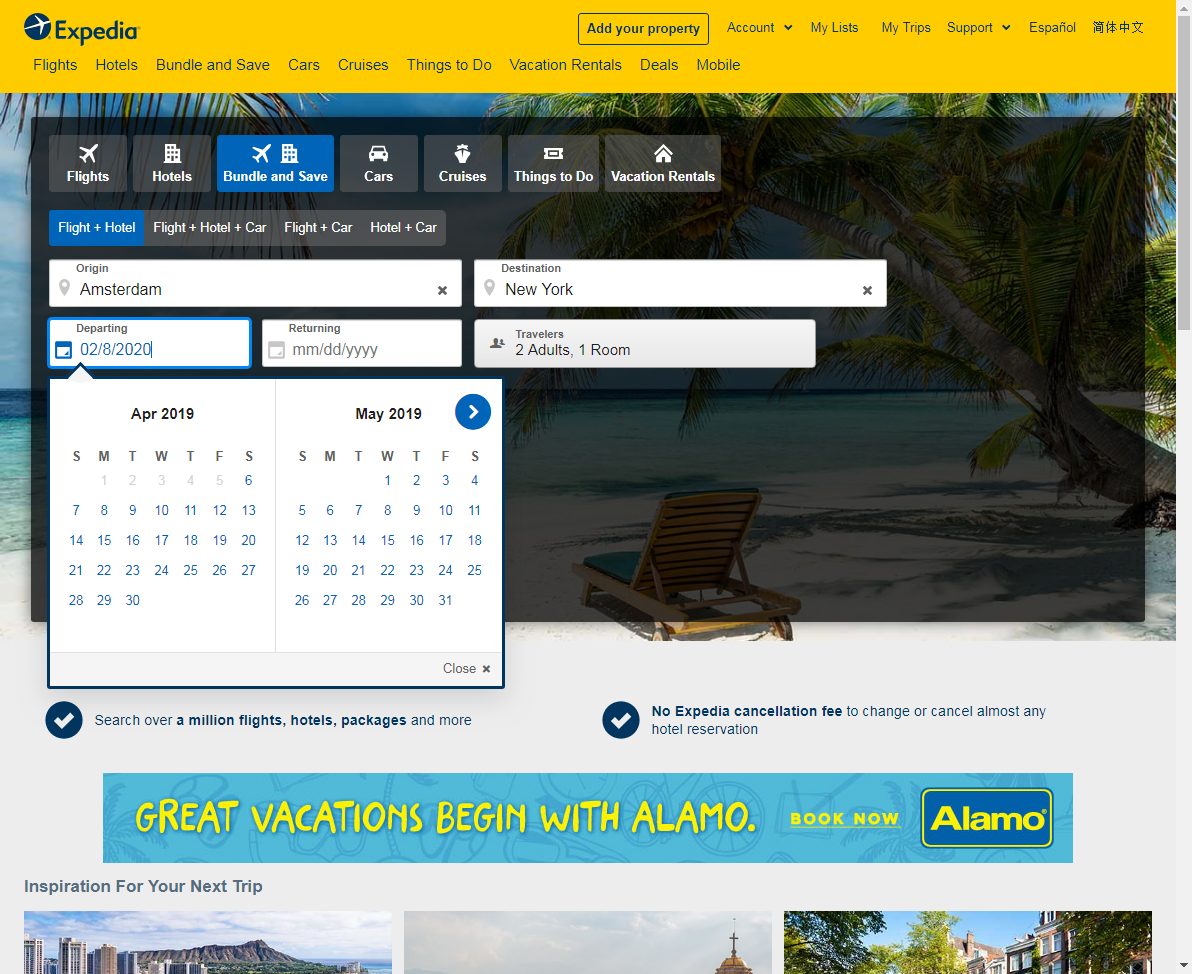 Expedia
Add your property
Account
My Lists
My Trips
Support
Español
简体中文
Flights
Hotels
Bundle and Save
Cars
Cruises
Things to Do
Vacation Rentals
Deals
Mobile
Flights
Hotels
Bundle and Save
Cars
Cruises
Things to Do
Vacation Rentals
Flight + Hotel
Flight + Hotel + Car
Flight + Car
Hotel + Car
Origin
Amsterdam
Destination
New York
Departing
02/8/2020
Returning
mm/dd/yyyy
Travelers
2 Adults, 1 Room
Apr 2019
S M T W T F S
1 2 3 4 5 6
7 8 9 10 11 12 13
14 15 16 17 18 19 20
21 22 23 24 25 26 27
28 29 30
May 2019
S M T W T F S
1 2 3 4
5 6 7 8 9 10 11
12 13 14 15 16 17 18
19 20 21 22 23 24 25
26 27 28 29 30 31
Close
Search over a million flights, hotels, packages and more
No Expedia cancellation fee to change or cancel almost any
hotel reservation
GREAT VACATIONS BEGIN WITH ALAMO.
BOOK NOW
Alamo
Inspiration For Your Next Trip